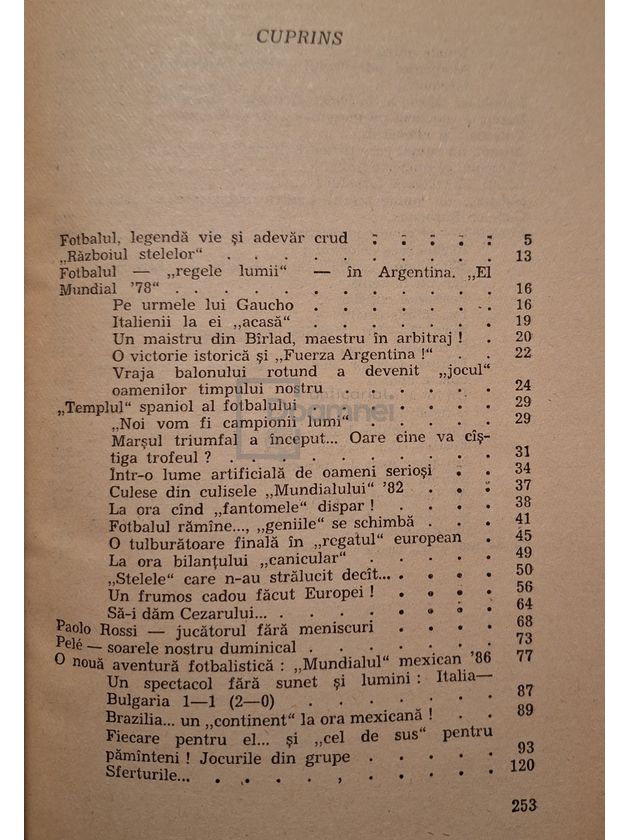 CUPRINS
Fotbalul, legendă vie și adevăr crud . . . . . 5
„Războiul stelelor“ . . . . . . . . . 13
Fotbalul — „regele lumii“ — în Argentina. „El
Mundial '78“ . . . . . . . . . . . 16
Pe urmele lui Gaucho . . . . . . . 16
Italienii la ei „acasă“ . . . . . . . 19
Un maistru din Bîrlad, maestru în arbitraj ! . 20
O victorie istorică și „Fuerza Argentina !“ . . 22
Vraja balonului rotund a devenit „jocul“
oamenilor timpului nostru . . . . . . 24
„Templul“ spaniol al fotbalului . . . . . . 29
„Noi vom fi campionii lumi“ . . . . . 29
Marșul triumfal a început... Oare cine va cîș-
tiga trofeul ? . . . . . . . . . 31
Într-o lume artificială de oameni serioși . . 34
Culese din culisele „Mundialului“ '82 . . . 37
La ora cînd „fantomele“ dispar ! . . . . 38
Fotbalul rămîne..., „geniile“ se schimbă . . . 41
O tulburătoare finală în „regatul“ european . 45
La ora bilanțului „canicular“ . . . . . 49
„Stelele“ care n-au strălucit decît... . . . . 50
Un frumos cadou făcut Europei ! . . . . 56
Să-i dăm Cezarului... . . . . . . . 64
Paolo Rossi — jucătorul fără meniscuri . . . . 68
Pelé — soarele nostru duminical . . . . . . 73
O nouă aventură fotbalistică : „Mundialul“ mexican '86 77
Un spectacol fără sunet și lumini : Italia—
Bulgaria 1—1 (2—0) . . . . . . . 87
Brazilia... un „continent“ la ora mexicană ! . . 89
Fiecare pentru el... și „cel de sus“ pentru
pămînteni ! Jocurile din grupe . . . . . 93
Sferturile... . . . . , . . . . . 120
253
anticariat
Doamnei